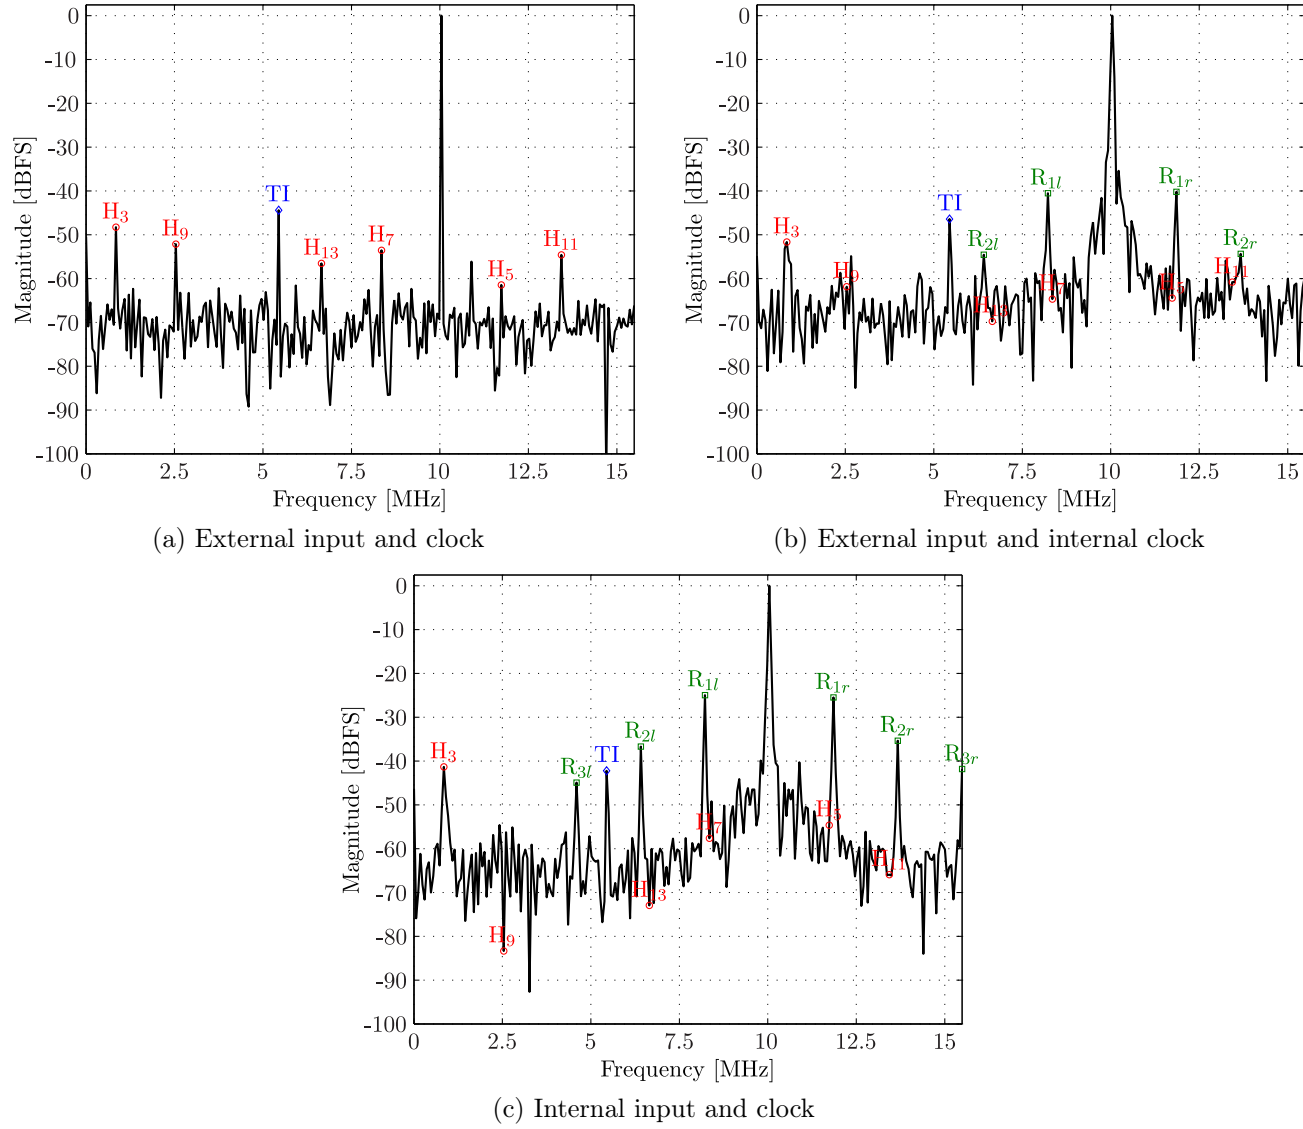 0
-10
-20
-30
-40
-50
-60
-70
-80
-90
-100
Magnitude [dBFS]
H3
H9
TI
H13
H7
H5
H11
0
2.5
5
7.5
10
12.5
15
Frequency [MHz]
(a) External input and clock
0
-10
-20
-30
-40
-50
-60
-70
-80
-90
-100
Magnitude [dBFS]
H3
H9
TI
R2l
H13
R1l
H7
R1r
H5
H11
R2r
0
2.5
5
7.5
10
12.5
15
Frequency [MHz]
(b) External input and internal clock
0
-10
-20
-30
-40
-50
-60
-70
-80
-90
-100
Magnitude [dBFS]
H3
H9
R3l
TI
R2l
H13
R1l
H7
R1r
H5
H11
R2r
R3r
0
2.5
5
7.5
10
12.5
15
Frequency [MHz]
(c) Internal input and clock